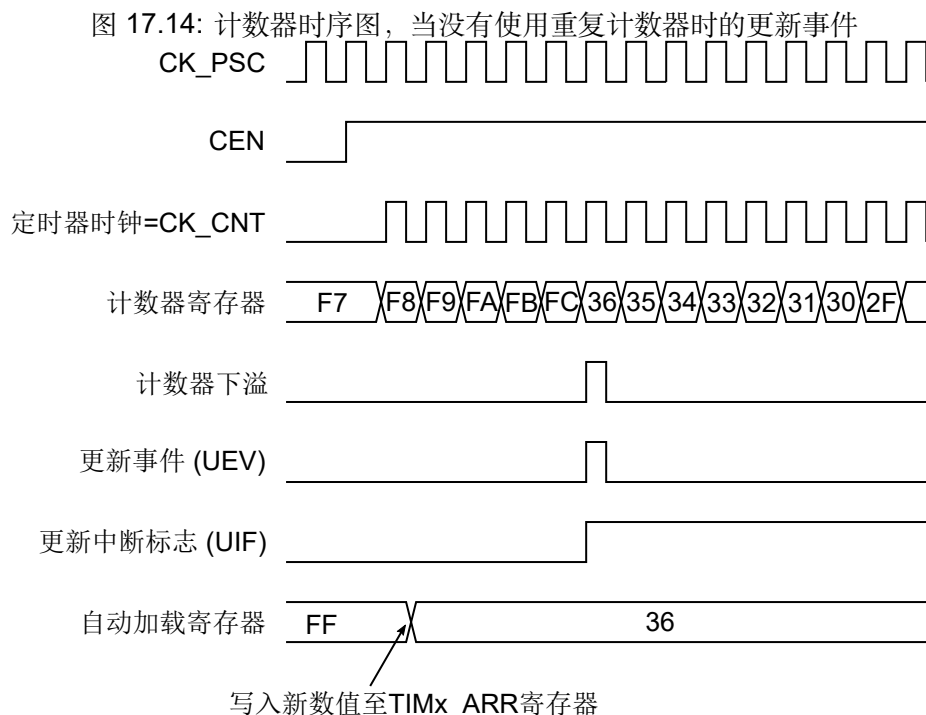 图 17.14: 计数器时序图，当没有使用重复计数器时的更新事件
CK_PSC
CEN
定时器时钟=CK_CNT
计数器寄存器 F7 F8 F9 FA FB FC 36 35 34 33 32 31 30 2F
计数器下溢
更新事件 (UEV)
更新中断标志 (UIF)
自动加载寄存器 FF 36
写入新数值至TIMx_ARR寄存器